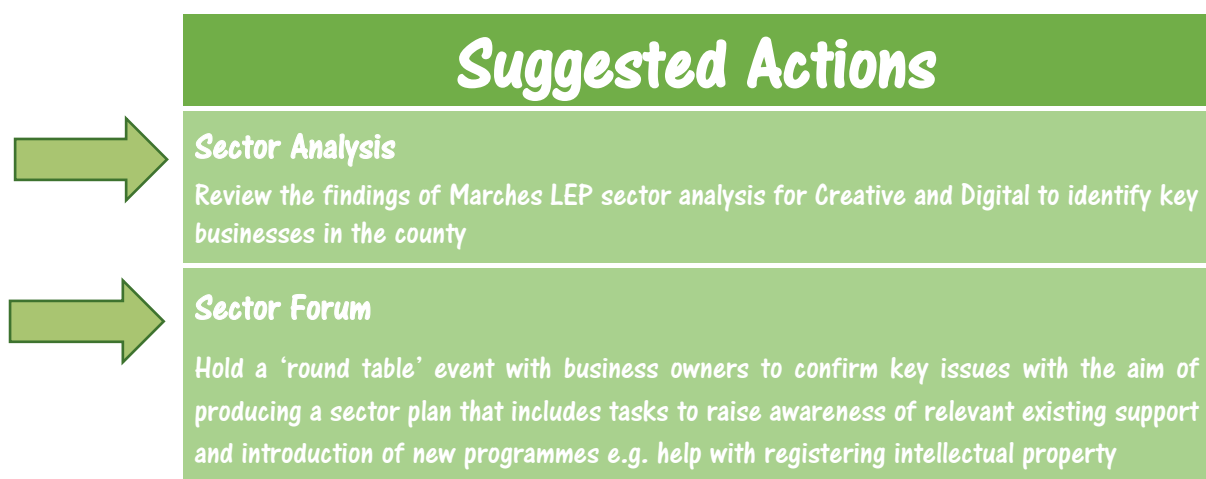 Suggested Actions
Sector Analysis
Review the findings of Marches LEP sector analysis for Creative and Digital to identify key
businesses in the county
Sector Forum
Hold a ‘round table’ event with business owners to confirm key issues with the aim of
producing a sector plan that includes tasks to raise awareness of relevant existing support
and introduction of new programmes e.g. help with registering intellectual property